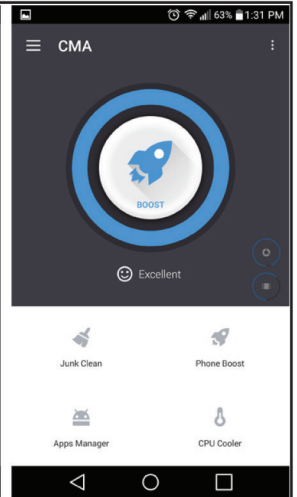 63% 1:31 PM
CMA
BOOST
Excellent
Junk Clean Phone Boost
Apps Manager CPU Cooler